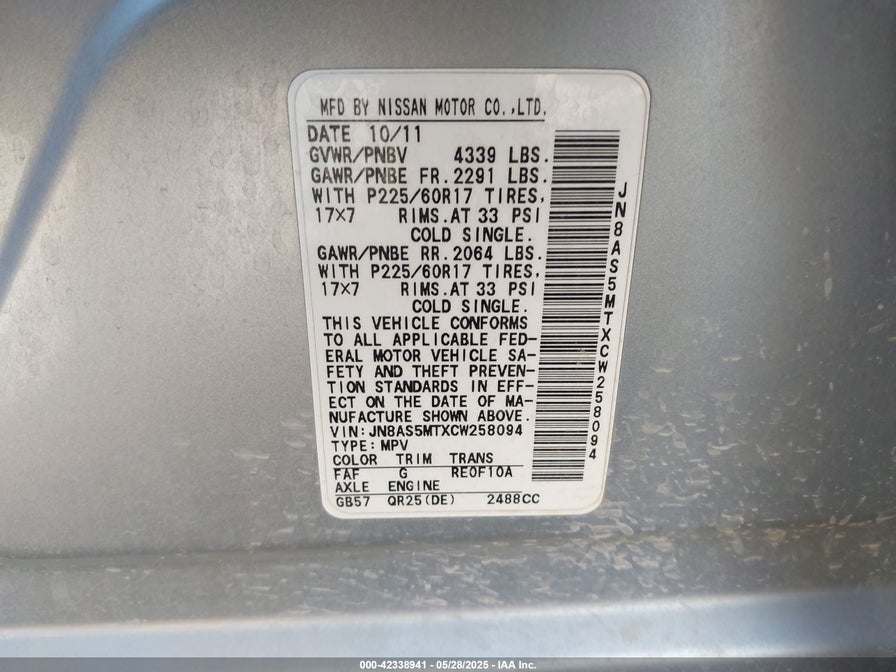 MFD BY NISSAN MOTOR CO.,LTD.
DATE 10/11
GVWR/PNBV 4339 LBS.
GAWR/PNBE FR.2291 LBS.
WITH P225/60R17 TIRES,
17×7 RIMS.AT 33 PSI
COLD SINGLE.
GAWR/PNBE RR.2064 LBS.
WITH P225/60R17 TIRES,
17×7 RIMS.AT 33 PSI
COLD SINGLE.
THIS VEHICLE CONFORMS
TO ALL APPLICABLE FED-
ERAL MOTOR VEHICLE SA-
FETY AND THEFT PREVEN-
TION STANDARDS IN EFF-
ECT ON THE DATE OF MA-
NUFACTURE SHOWN ABOVE.
VIN:JN8AS5MTXCW258094
TYPE:MPV
COLOR TRIM TRANS
FAF G RE0F10A
AXLE ENGINE
GB57 QR25(DE) 2488CC
JN8AS5MTXCW258094
000-42338941 — 05/28/2025 — IAA Inc.